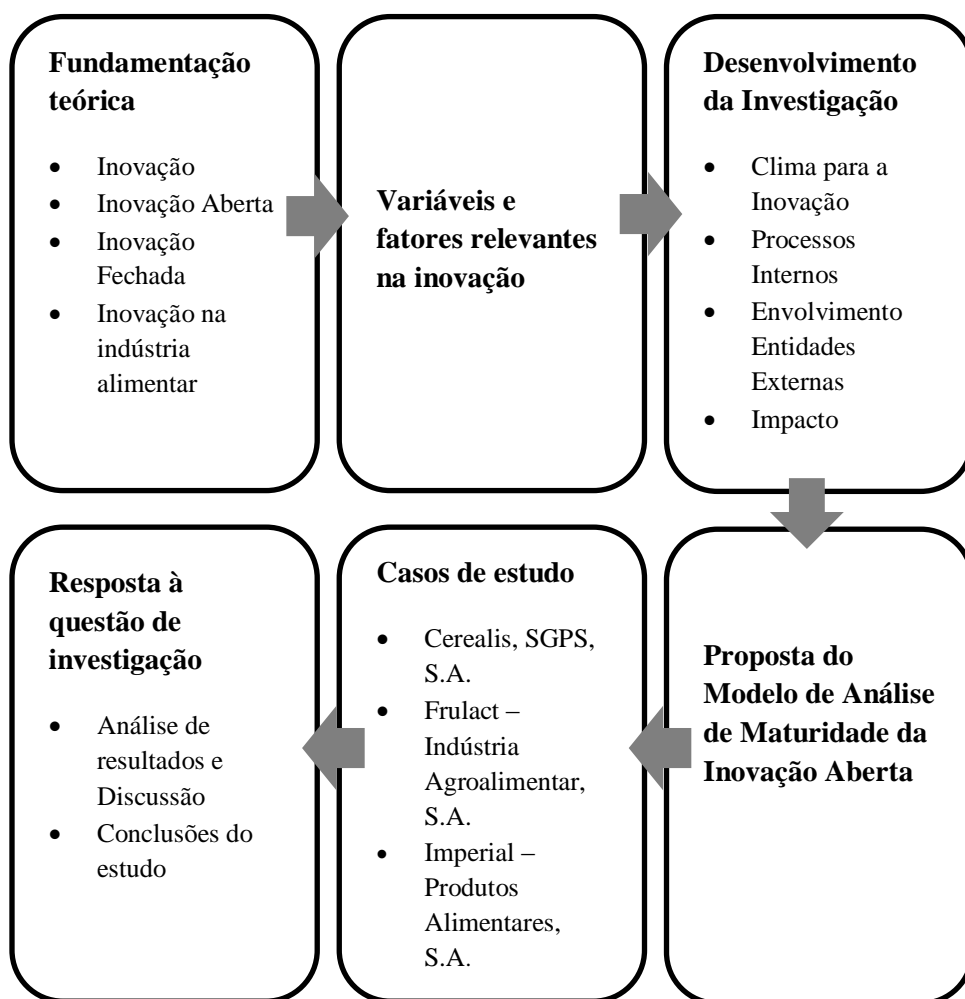 Fundamentação
teórica
• Inovação
• Inovação Aberta
• Inovação
Fechada
• Inovação na
indústria
alimentar
Variáveis e
fatores relevantes
na inovação
Desenvolvimento
da Investigação
• Clima para a
Inovação
• Processos
Internos
• Envolvimento
Entidades
Externas
• Impacto
Proposta do
Modelo de Análise
de Maturidade da
Inovação Aberta
Casos de estudo
• Cerealis, SGPS,
S.A.
• Frulact –
Indústria
Agroalimentar,
S.A.
• Imperial –
Produtos
Alimentares,
S.A.
Resposta à
questão de
investigação
• Análise de
resultados e
Discussão
• Conclusões do
estudo